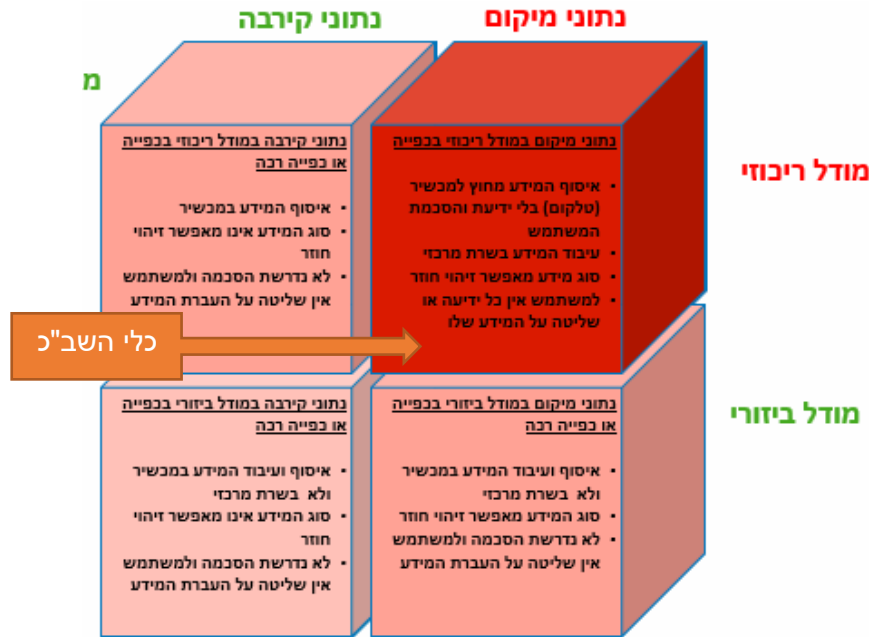 נתוני מיקום
נתוני קירבה
מ
מודל ריכוזי
נתוני מיקום במודל ריכוזי בכפייה
• איסוף המידע מחוץ למכשיר
(טלקום) בלי ידיעת והסכמת
המשתמש
• עיבוד המידע בשרת מרכזי
• סוג מידע מאפשר זיהוי חוזר
• למשתמש אין כל ידיעה או
שליטה על המידע שלו
נתוני קירבה במודל ריכוזי בכפייה
או כפייה רכה
• איסוף המידע במכשיר
• סוג המידע אינו מאפשר זיהוי
חוזר
• לא נדרשת הסכמה ולמשתמש
אין שליטה על העברת המידע
כלי השב"כ
מודל ביזורי
נתוני מיקום במודל ביזורי בכפייה
או כפייה רכה
• איסוף ועיבוד המידע במכשיר
ולא בשרת מרכזי
• סוג המידע מאפשר זיהוי חוזר
• לא נדרשת הסכמה ולמשתמש
אין שליטה על העברת המידע
נתוני קירבה במודל ביזורי בכפייה
או כפייה רכה
• איסוף ועיבוד המידע במכשיר
ולא בשרת מרכזי
• סוג המידע אינו מאפשר זיהוי
חוזר
• לא נדרשת הסכמה ולמשתמש
אין שליטה על העברת המידע